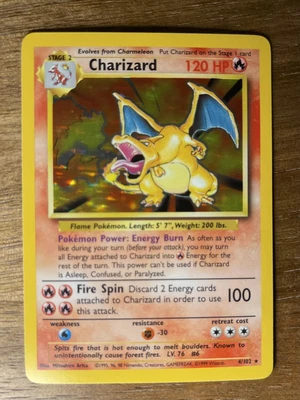 Evolves from Charmeleon Put Charizard on the Stage 1 card
STAGE 2
Charizard 120 HP
Flame Pokémon. Length: 5' 7", Weight: 200 lbs.
Pokémon Power: Energy Burn As often as you
like during your turn (before your attack), you may turn
all Energy attached to Charizard into Energy for
the rest of the turn. This power can't be used if Charizard
is Asleep, Confused, or Paralyzed.
Fire Spin Discard 2 Energy cards
attached to Charizard in order to use
this attack.
100
weakness resistance retreat cost
-30
Spits fire that is hot enough to melt boulders. Known to
unintentionally cause forest fires. LV. 76 #6
Illus. Mitsuhiro Arita
4/102